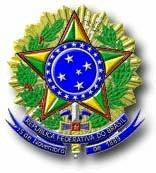 REPÚBLICA FEDERATIVA DO BRASIL
15 de Novembro de 1889